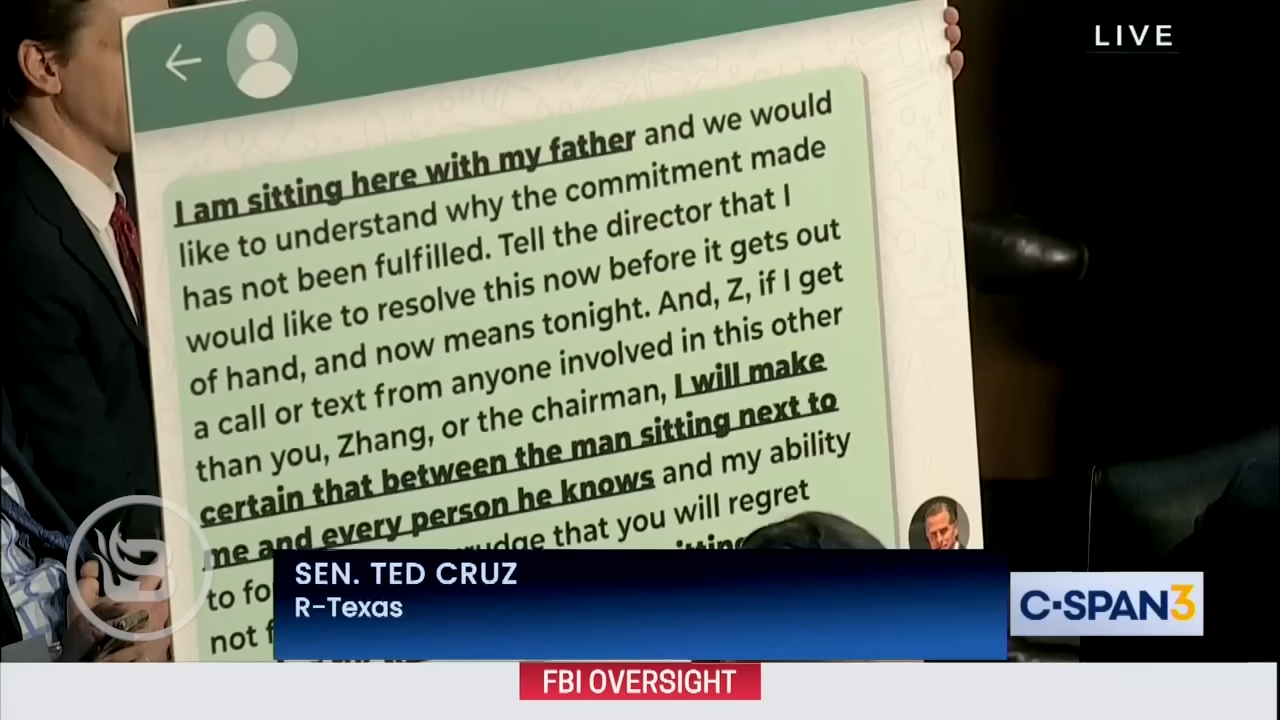 LIVE
I am sitting here with my father and we would
like to understand why the commitment made
has not been fulfilled. Tell the director that I
would like to resolve this now before it gets out
of hand, and now means tonight. And, Z, if I get
a call or text from anyone involved in this other
than you, Zhang, or the chairman, I will make
certain that between the man sitting next to
me and every person he knows and my ability
that you will regret
to
not
SEN. TED CRUZ
R-Texas
C-SPAN3
FBI OVERSIGHT